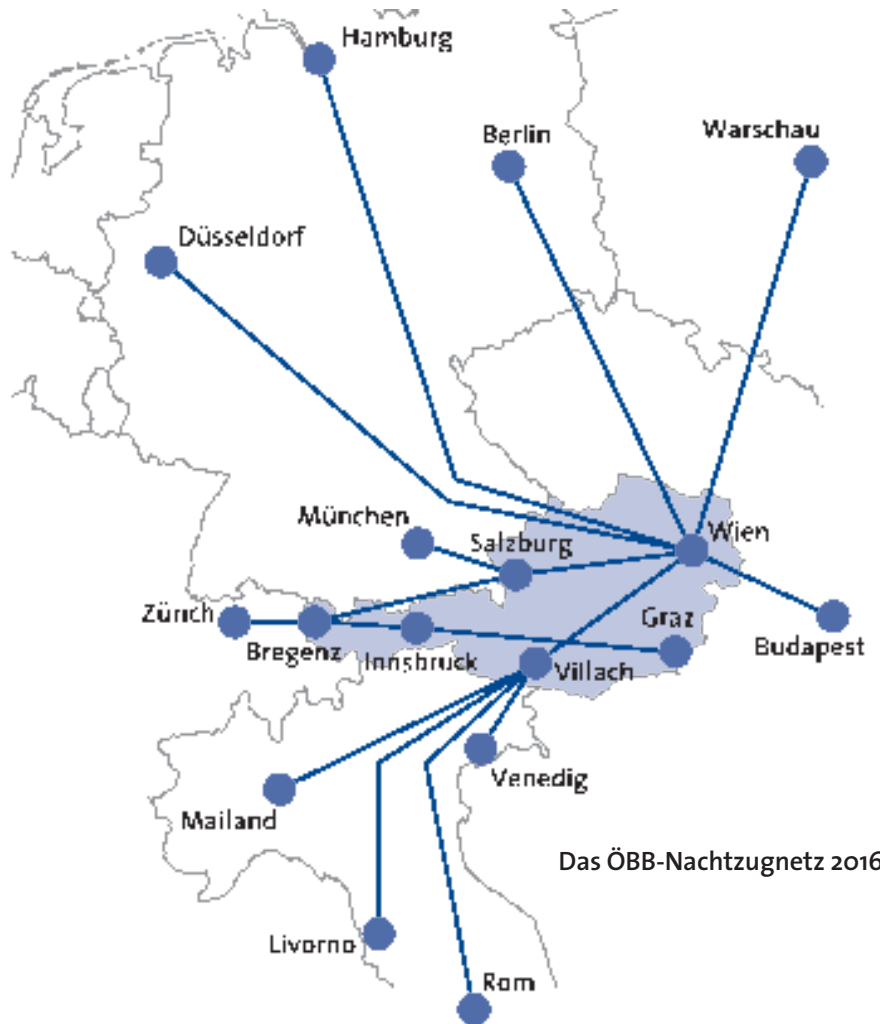 Hamburg
Berlin
Warschau
Düsseldorf
München
Salzburg
Wien
Zürich
Bregenz
Innsbruck
Graz
Villach
Budapest
Venedig
Mailand
Das ÖBB-Nachtzugnetz 2016
Livorno
Rom